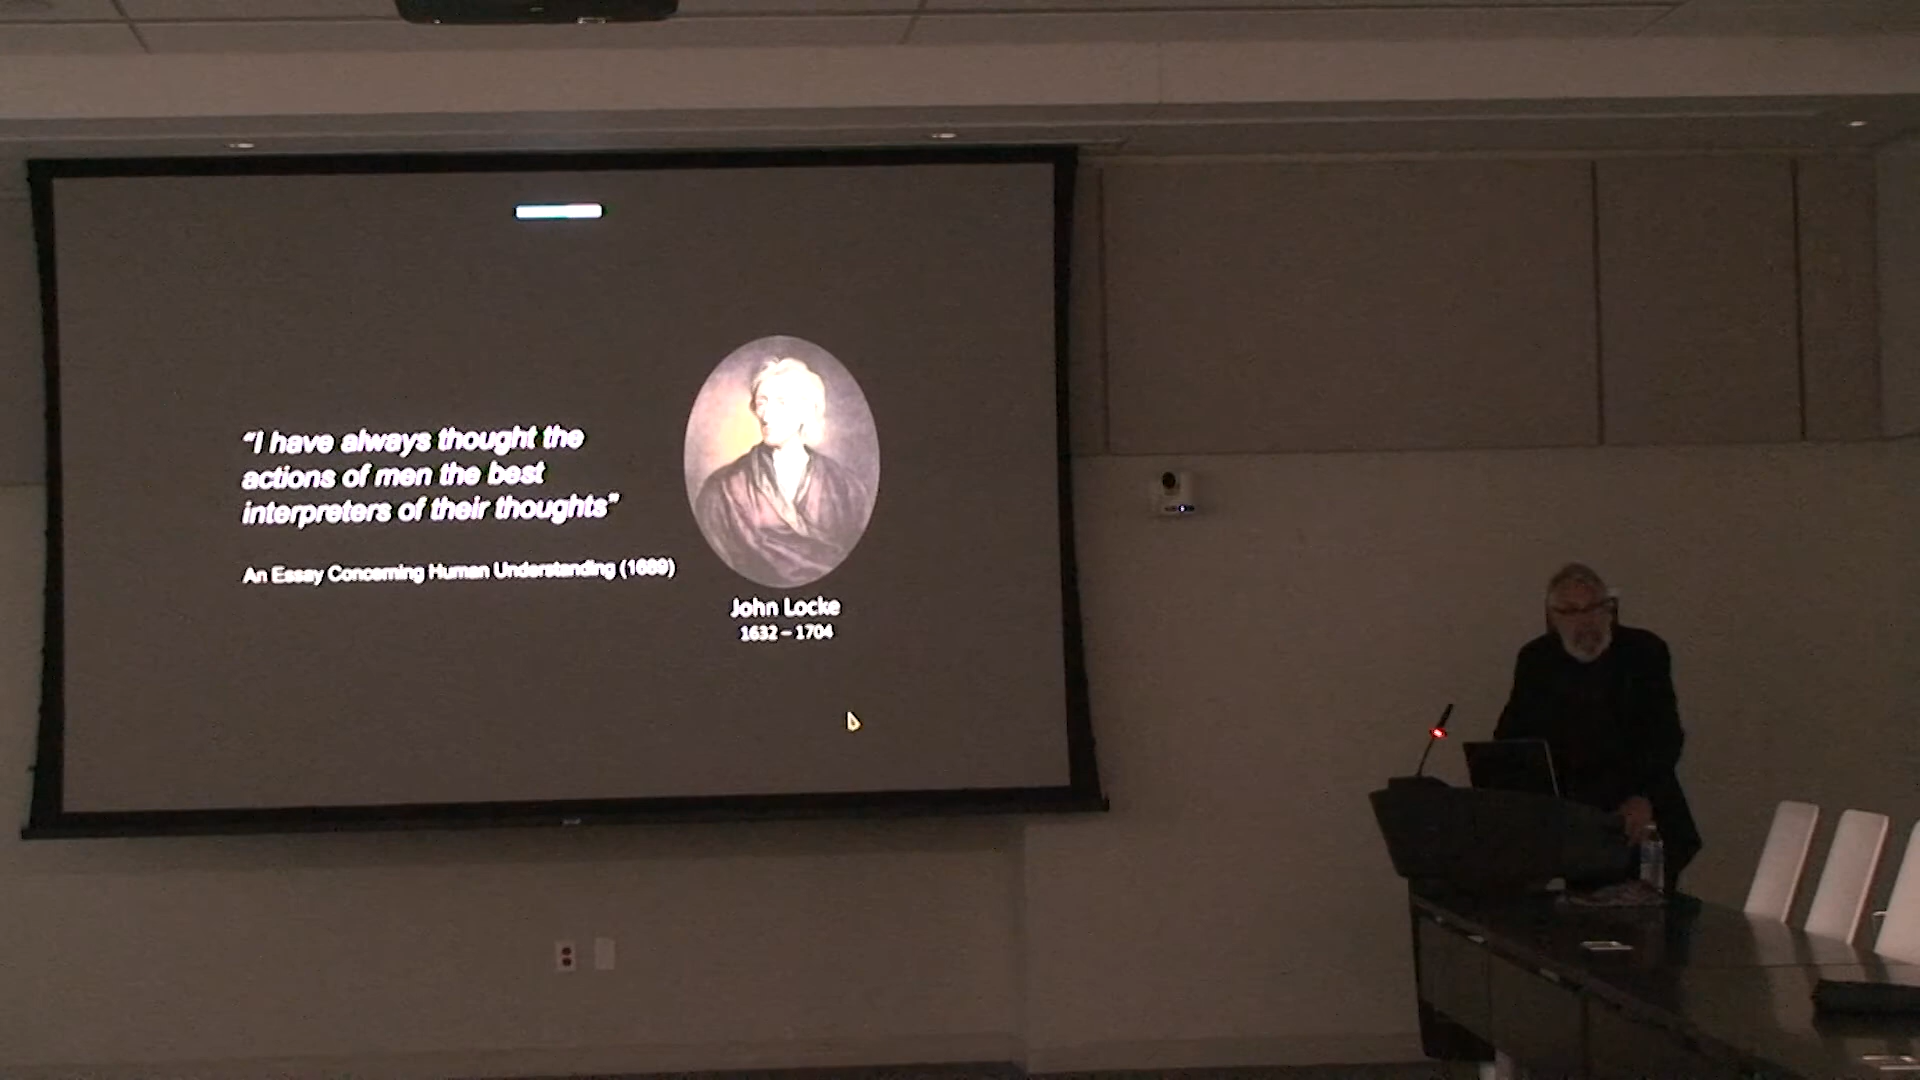 “I have always thought the
actions of men the best
interpreters of their thoughts”
An Essay Concerning Human Understanding (1689)
John Locke
1632 – 1704